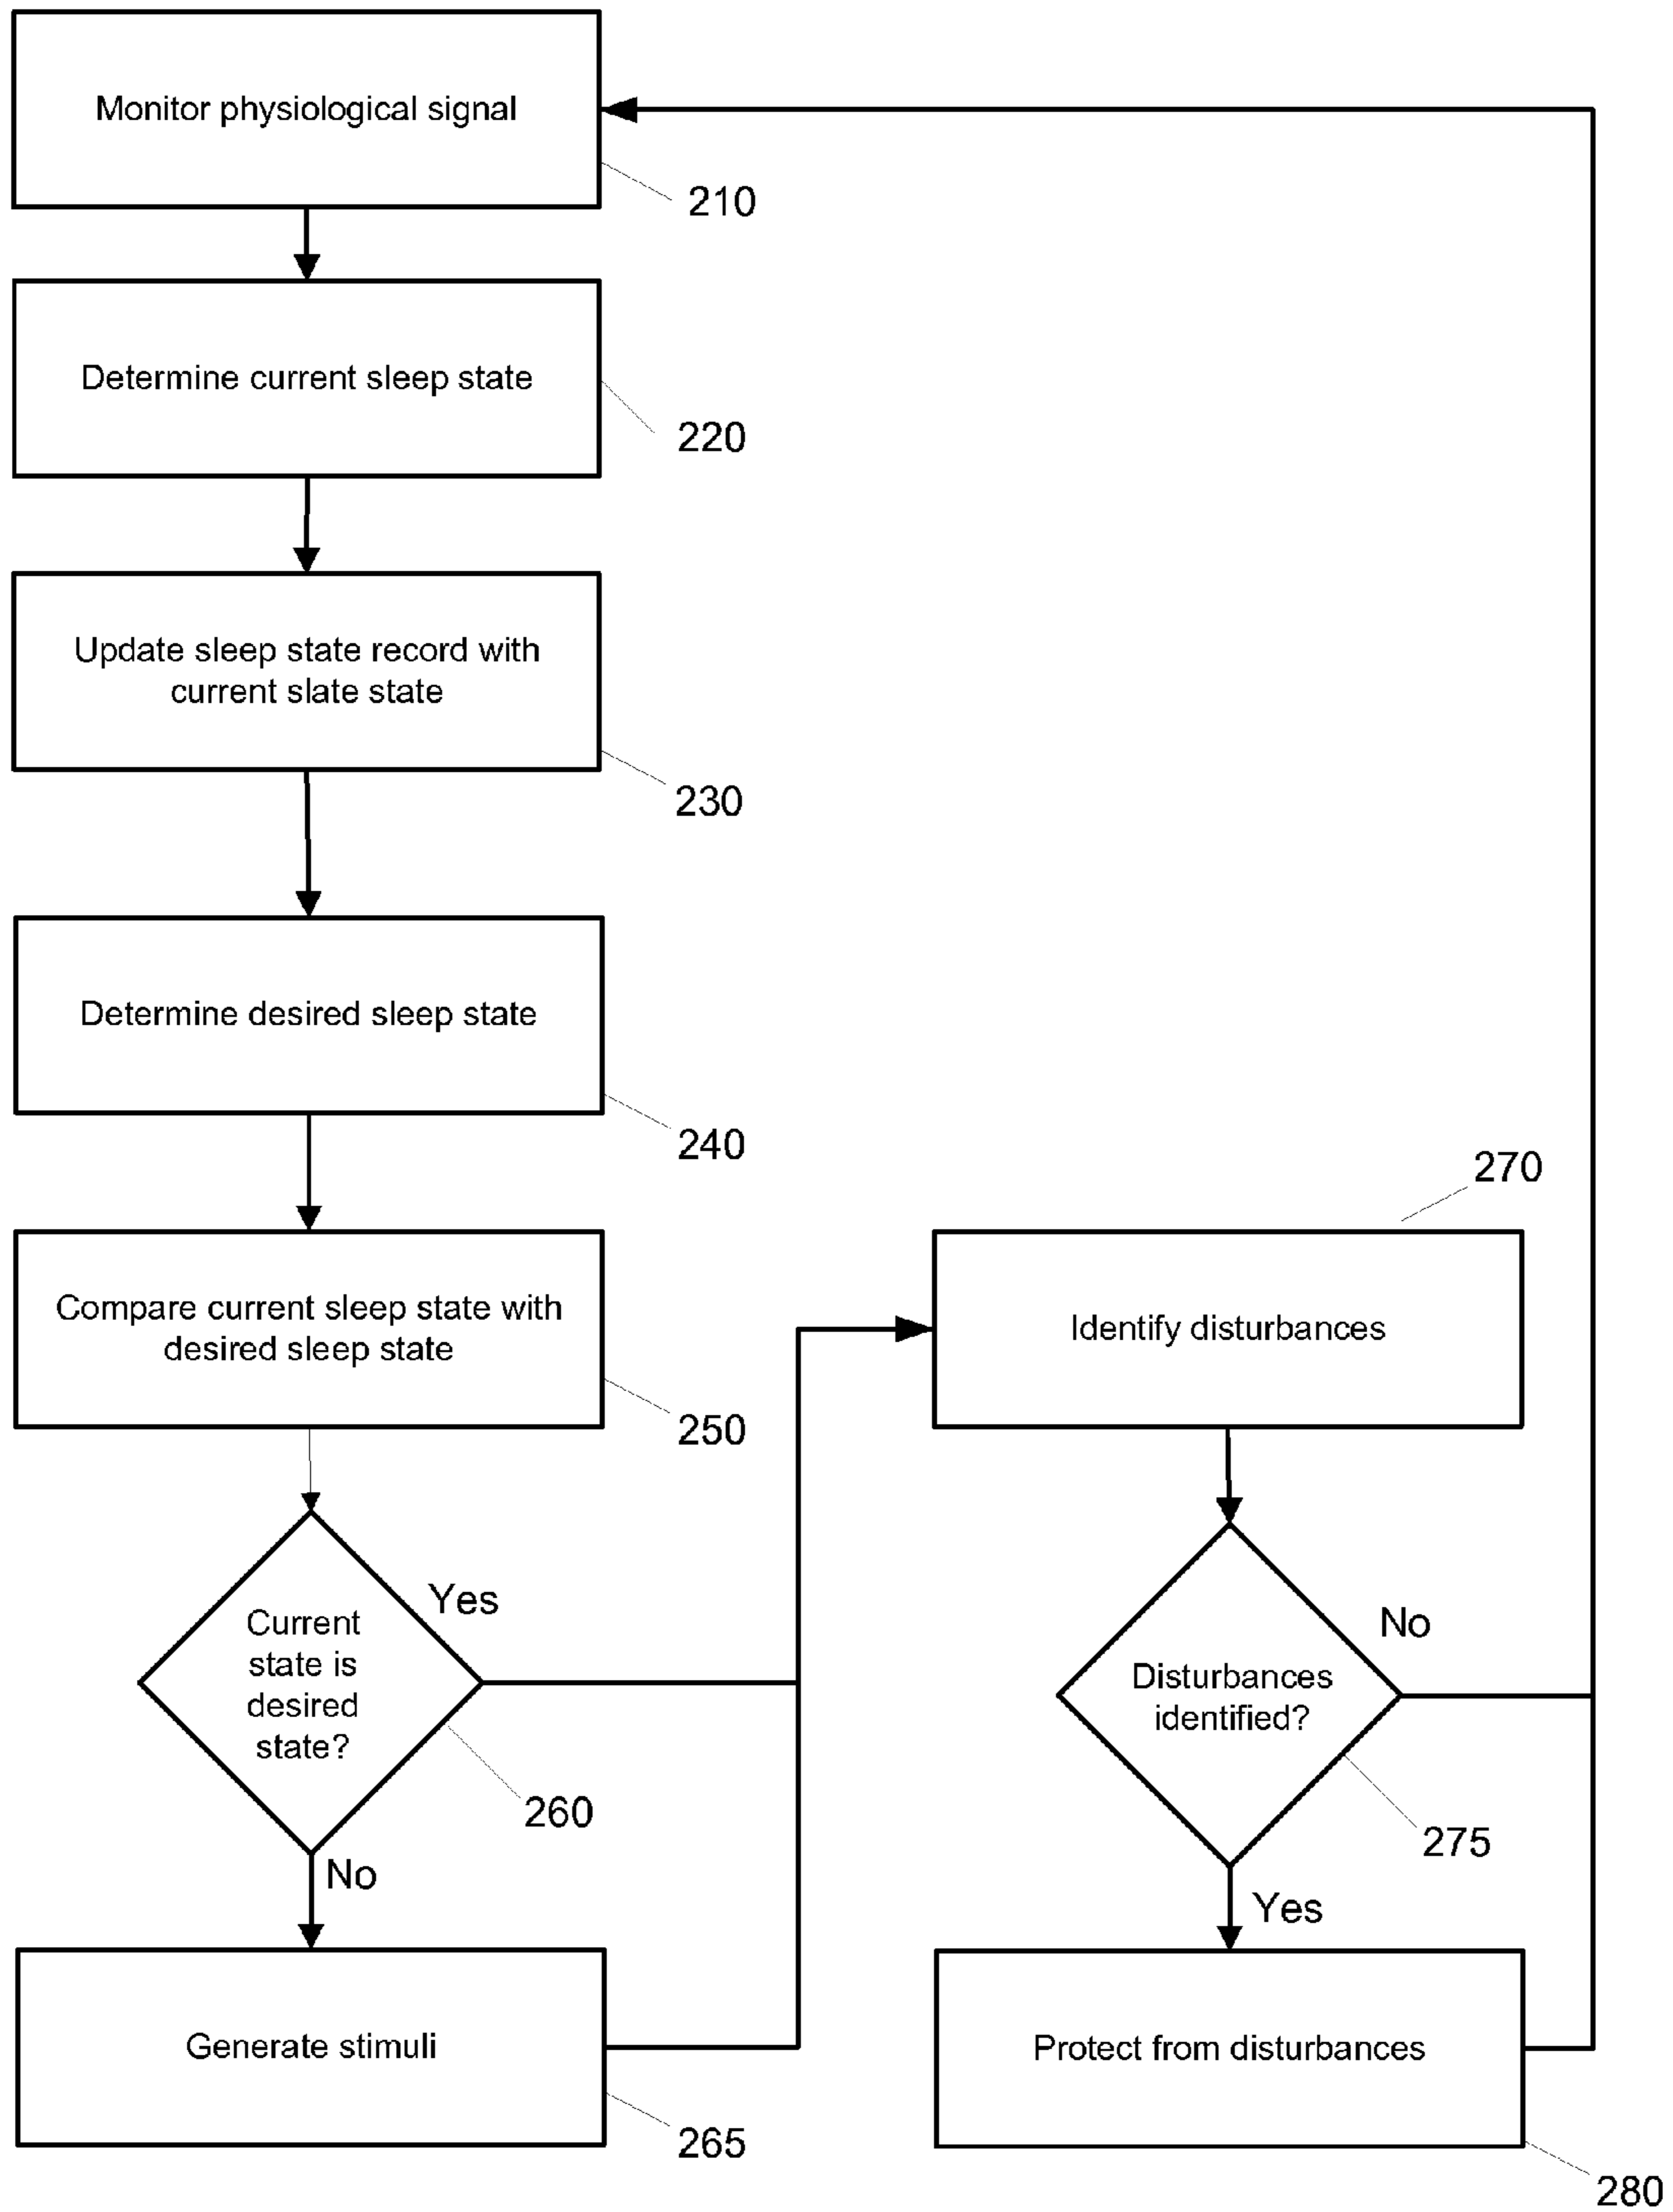 Monitor physiological signal
210
Determine current sleep state
220
Update sleep state record with
current slate state
230
Determine desired sleep state
240
Compare current sleep state with
desired sleep state
250
Current
state is
desired
state?
Yes
260
No
Generate stimuli
265
270
Identify disturbances
Disturbances
identified?
No
275
Yes
Protect from disturbances
280